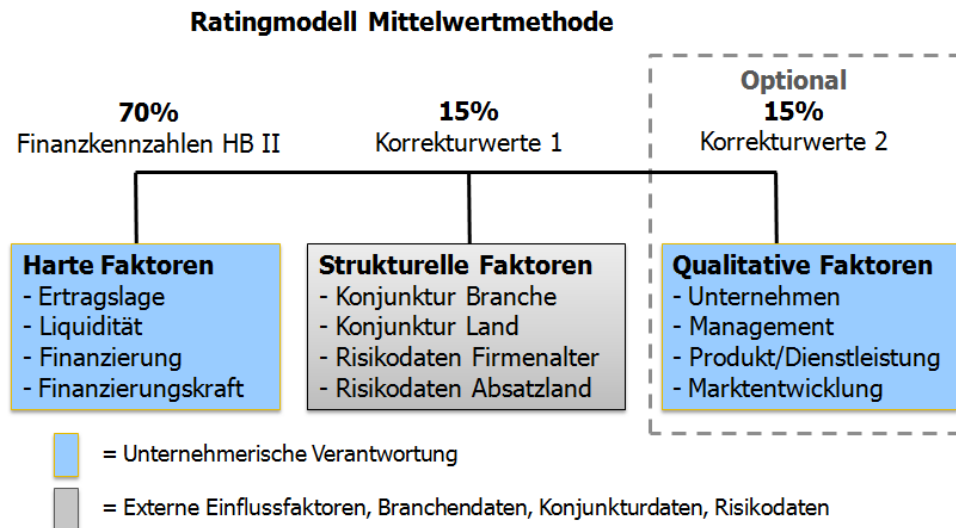 Ratingmodell Mittelwertmethode
Optional
70%
Finanzkennzahlen HB II
15%
Korrekturwerte 1
15%
Korrekturwerte 2
Harte Faktoren
- Ertragslage
- Liquidität
- Finanzierung
- Finanzierungskraft
Strukturelle Faktoren
- Konjunktur Branche
- Konjunktur Land
- Risikodaten Firmenalter
- Risikodaten Absatzland
Qualitative Faktoren
- Unternehmen
- Management
- Produkt/Dienstleistung
- Marktentwicklung
= Unternehmerische Verantwortung
= Externe Einflussfaktoren, Branchendaten, Konjunkturdaten, Risikodaten